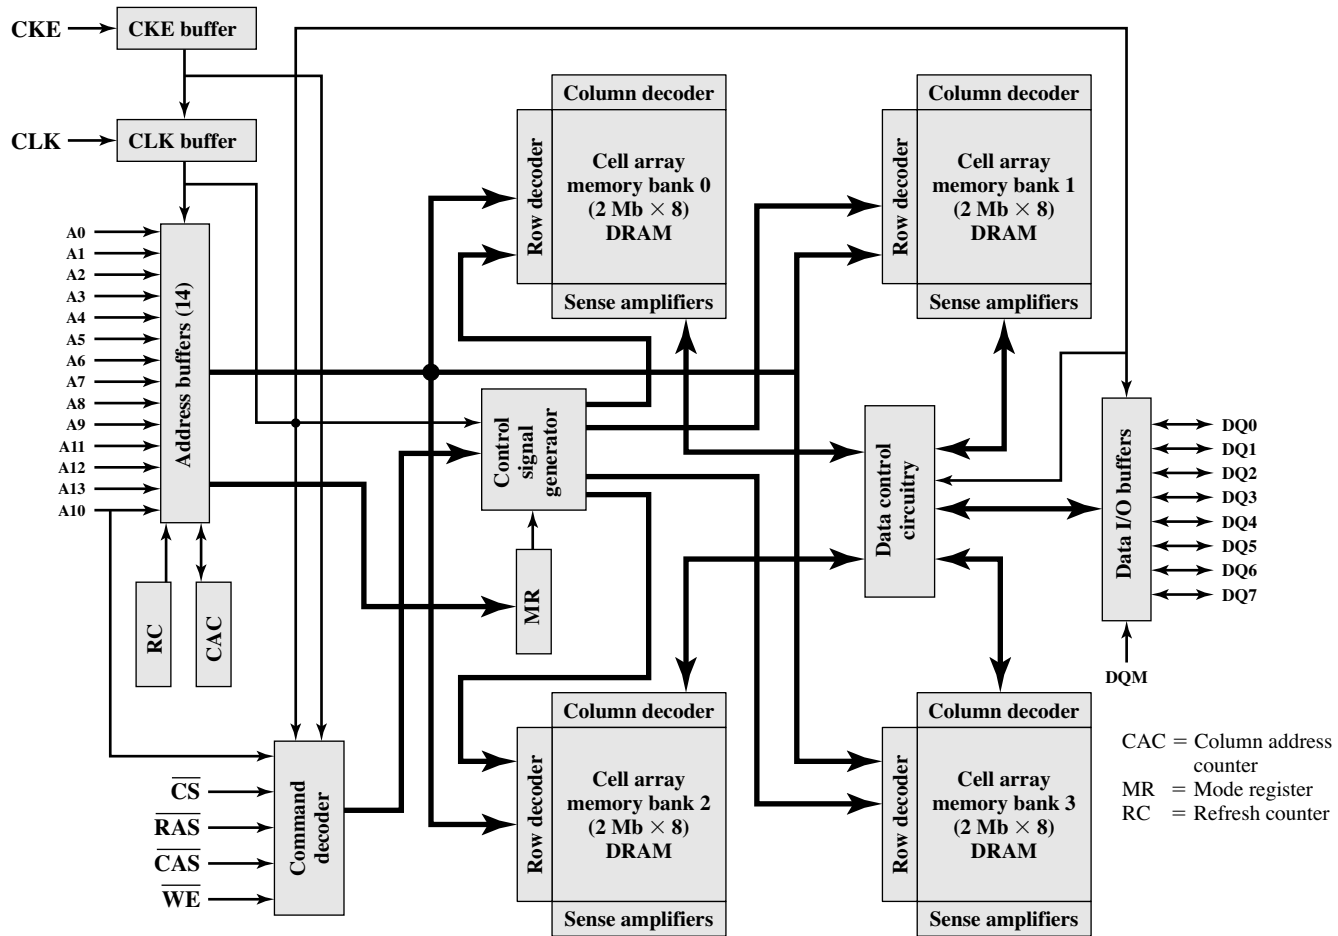 CKE
CKE buffer
CLK
CLK buffer
A0
A1
A2
A3
A4
A5
A6
A7
A8
A9
A11
A12
A13
A10
Address buffers (14)
RC
CAC
CS
RAS
CAS
WE
Command
decoder
Control
signal
generator
MR
Column decoder
Row decoder
Cell array
memory bank 0
(2 Mb × 8)
DRAM
Sense amplifiers
Column decoder
Row decoder
Cell array
memory bank 1
(2 Mb × 8)
DRAM
Sense amplifiers
Data control
circuitry
Data I/O buffers
DQ0
DQ1
DQ2
DQ3
DQ4
DQ5
DQ6
DQ7
DQM
Column decoder
Row decoder
Cell array
memory bank 2
(2 Mb × 8)
DRAM
Sense amplifiers
Column decoder
Row decoder
Cell array
memory bank 3
(2 Mb × 8)
DRAM
Sense amplifiers
CAC = Column address
counter
MR = Mode register
RC = Refresh counter